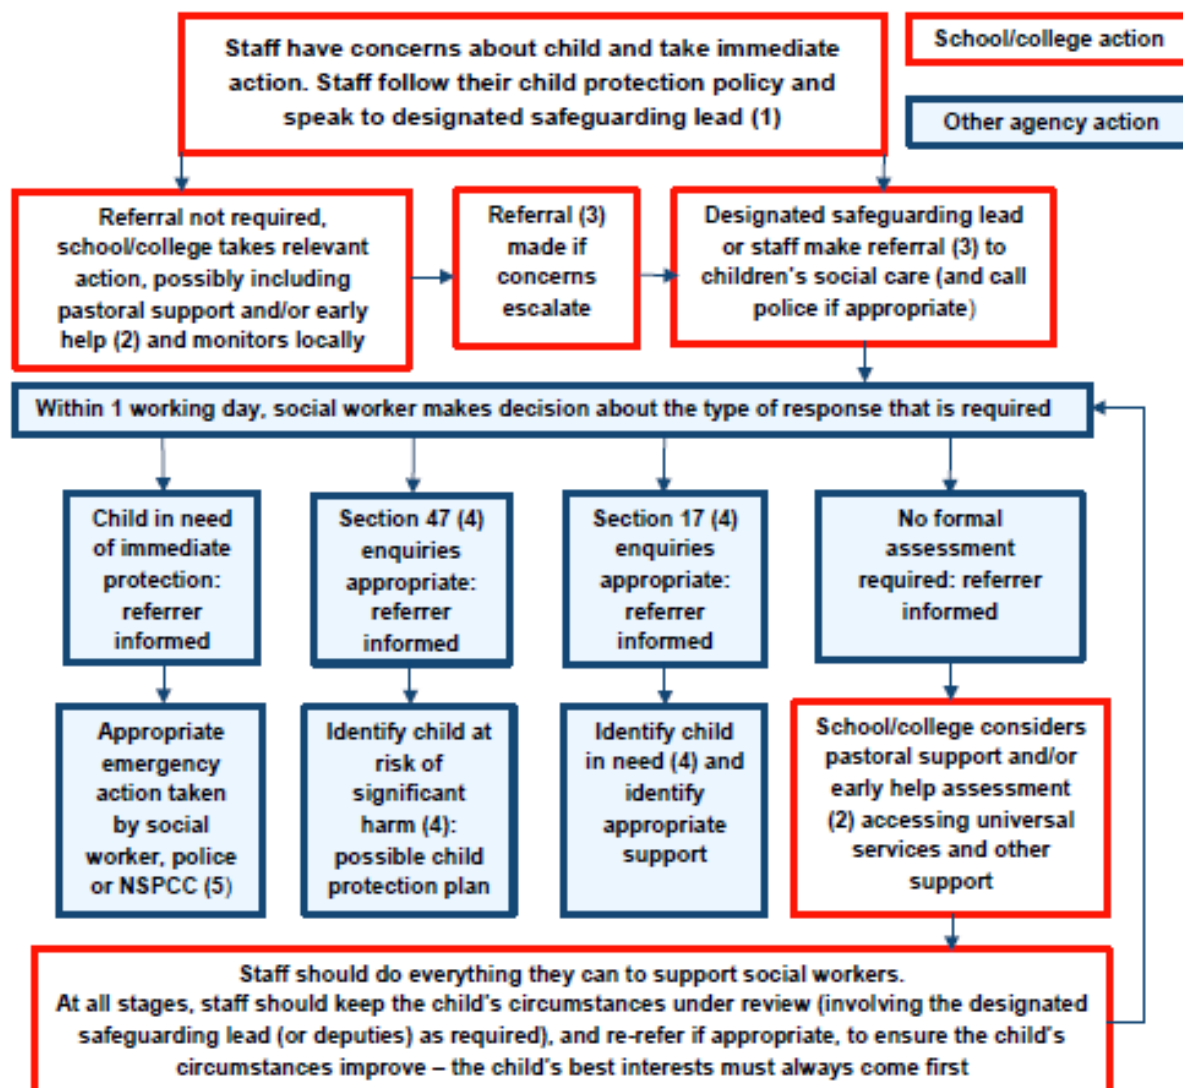 Staff have concerns about child and take immediate
action. Staff follow their child protection policy and
speak to designated safeguarding lead (1)
School/college action
Other agency action
Referral not required,
school/college takes relevant
action, possibly including
pastoral support and/or early
help (2) and monitors locally
Referral (3)
made if
concerns
escalate
Designated safeguarding lead
or staff make referral (3) to
children's social care (and call
police if appropriate)
Within 1 working day, social worker makes decision about the type of response that is required
Child in need
of immediate
protection:
referrer
informed
Section 47 (4)
enquiries
appropriate:
referrer
informed
Section 17 (4)
enquiries
appropriate:
referrer
informed
No formal
assessment
required: referrer
informed
Appropriate
emergency
action taken
by social
worker, police
or NSPCC (5)
Identify child at
risk of
significant
harm (4):
possible child
protection plan
Identify child
in need (4) and
identify
appropriate
support
School/college considers
pastoral support and/or
early help assessment
(2) accessing universal
services and other
support
Staff should do everything they can to support social workers.
At all stages, staff should keep the child's circumstances under review (involving the designated
safeguarding lead (or deputies) as required), and re-refer if appropriate, to ensure the child's
circumstances improve – the child's best interests must always come first